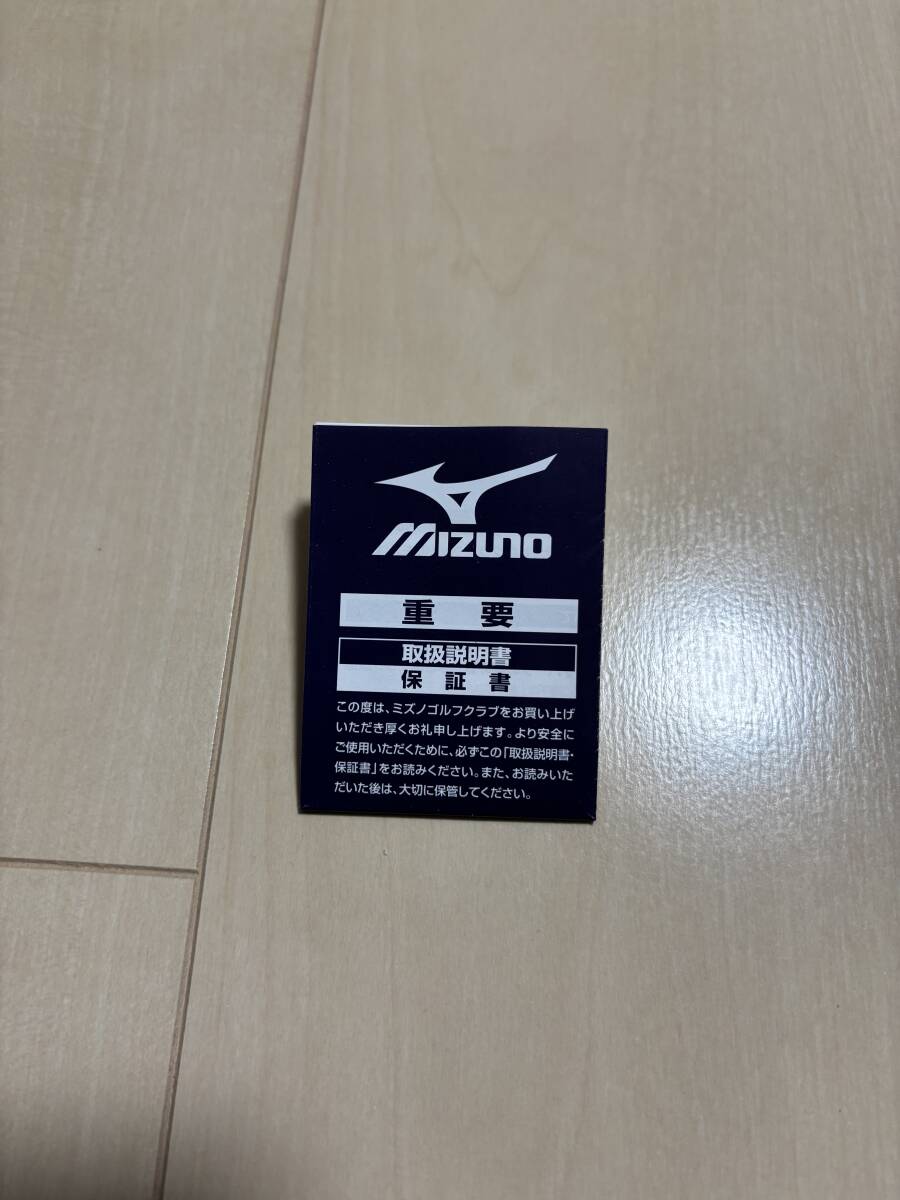 MIZUNO
重要
取扱説明書
保証書
この度は、ミズノゴルフクラブをお買い上げ
いただき厚くお礼申し上げます。より安全に
ご使用いただくために、必ずこの「取扱説明書・
保証書」をお読みください。また、お読みいた
だいた後は、大切に保管してください。